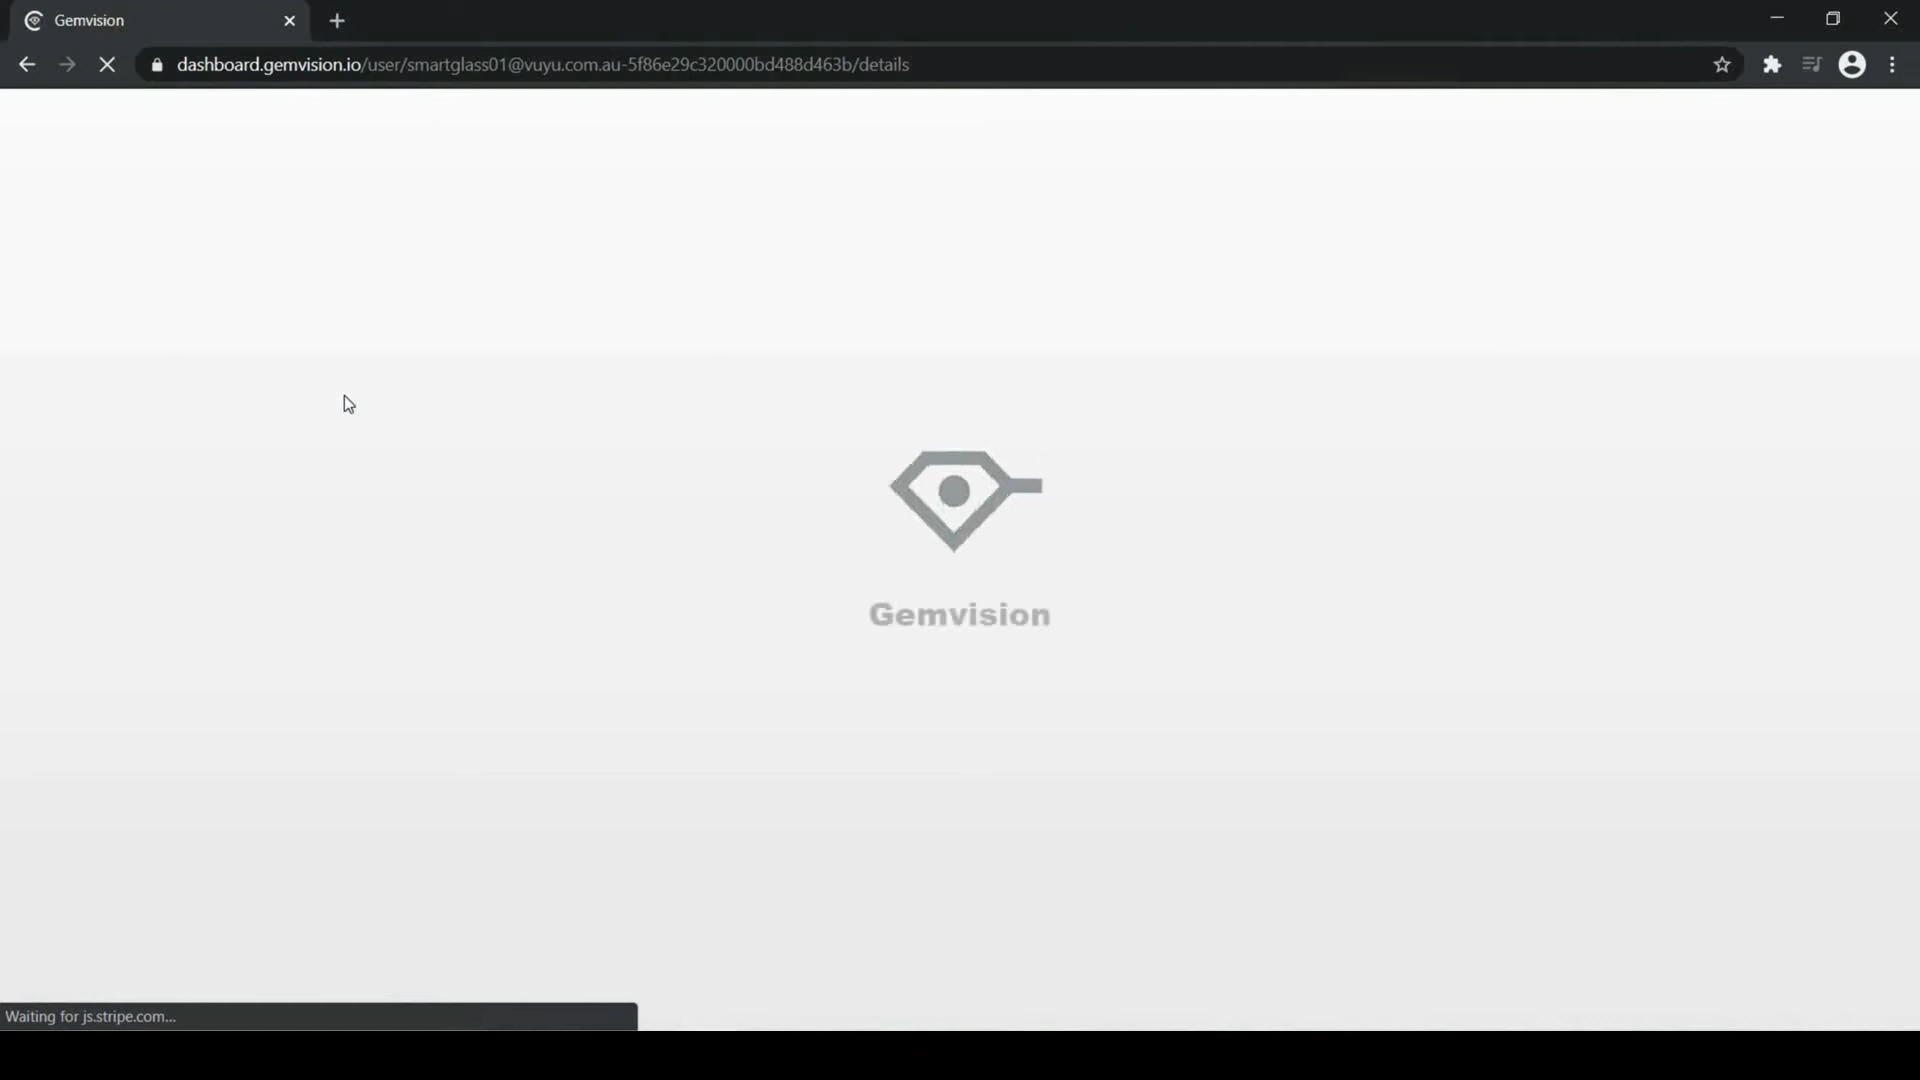 Gemvision
dashboard.gemvision.io/user/smartglass01@vuyu.com.au-5f86e29c320000bd488d463b/details
Gemvision
Waiting for js.stripe.com...